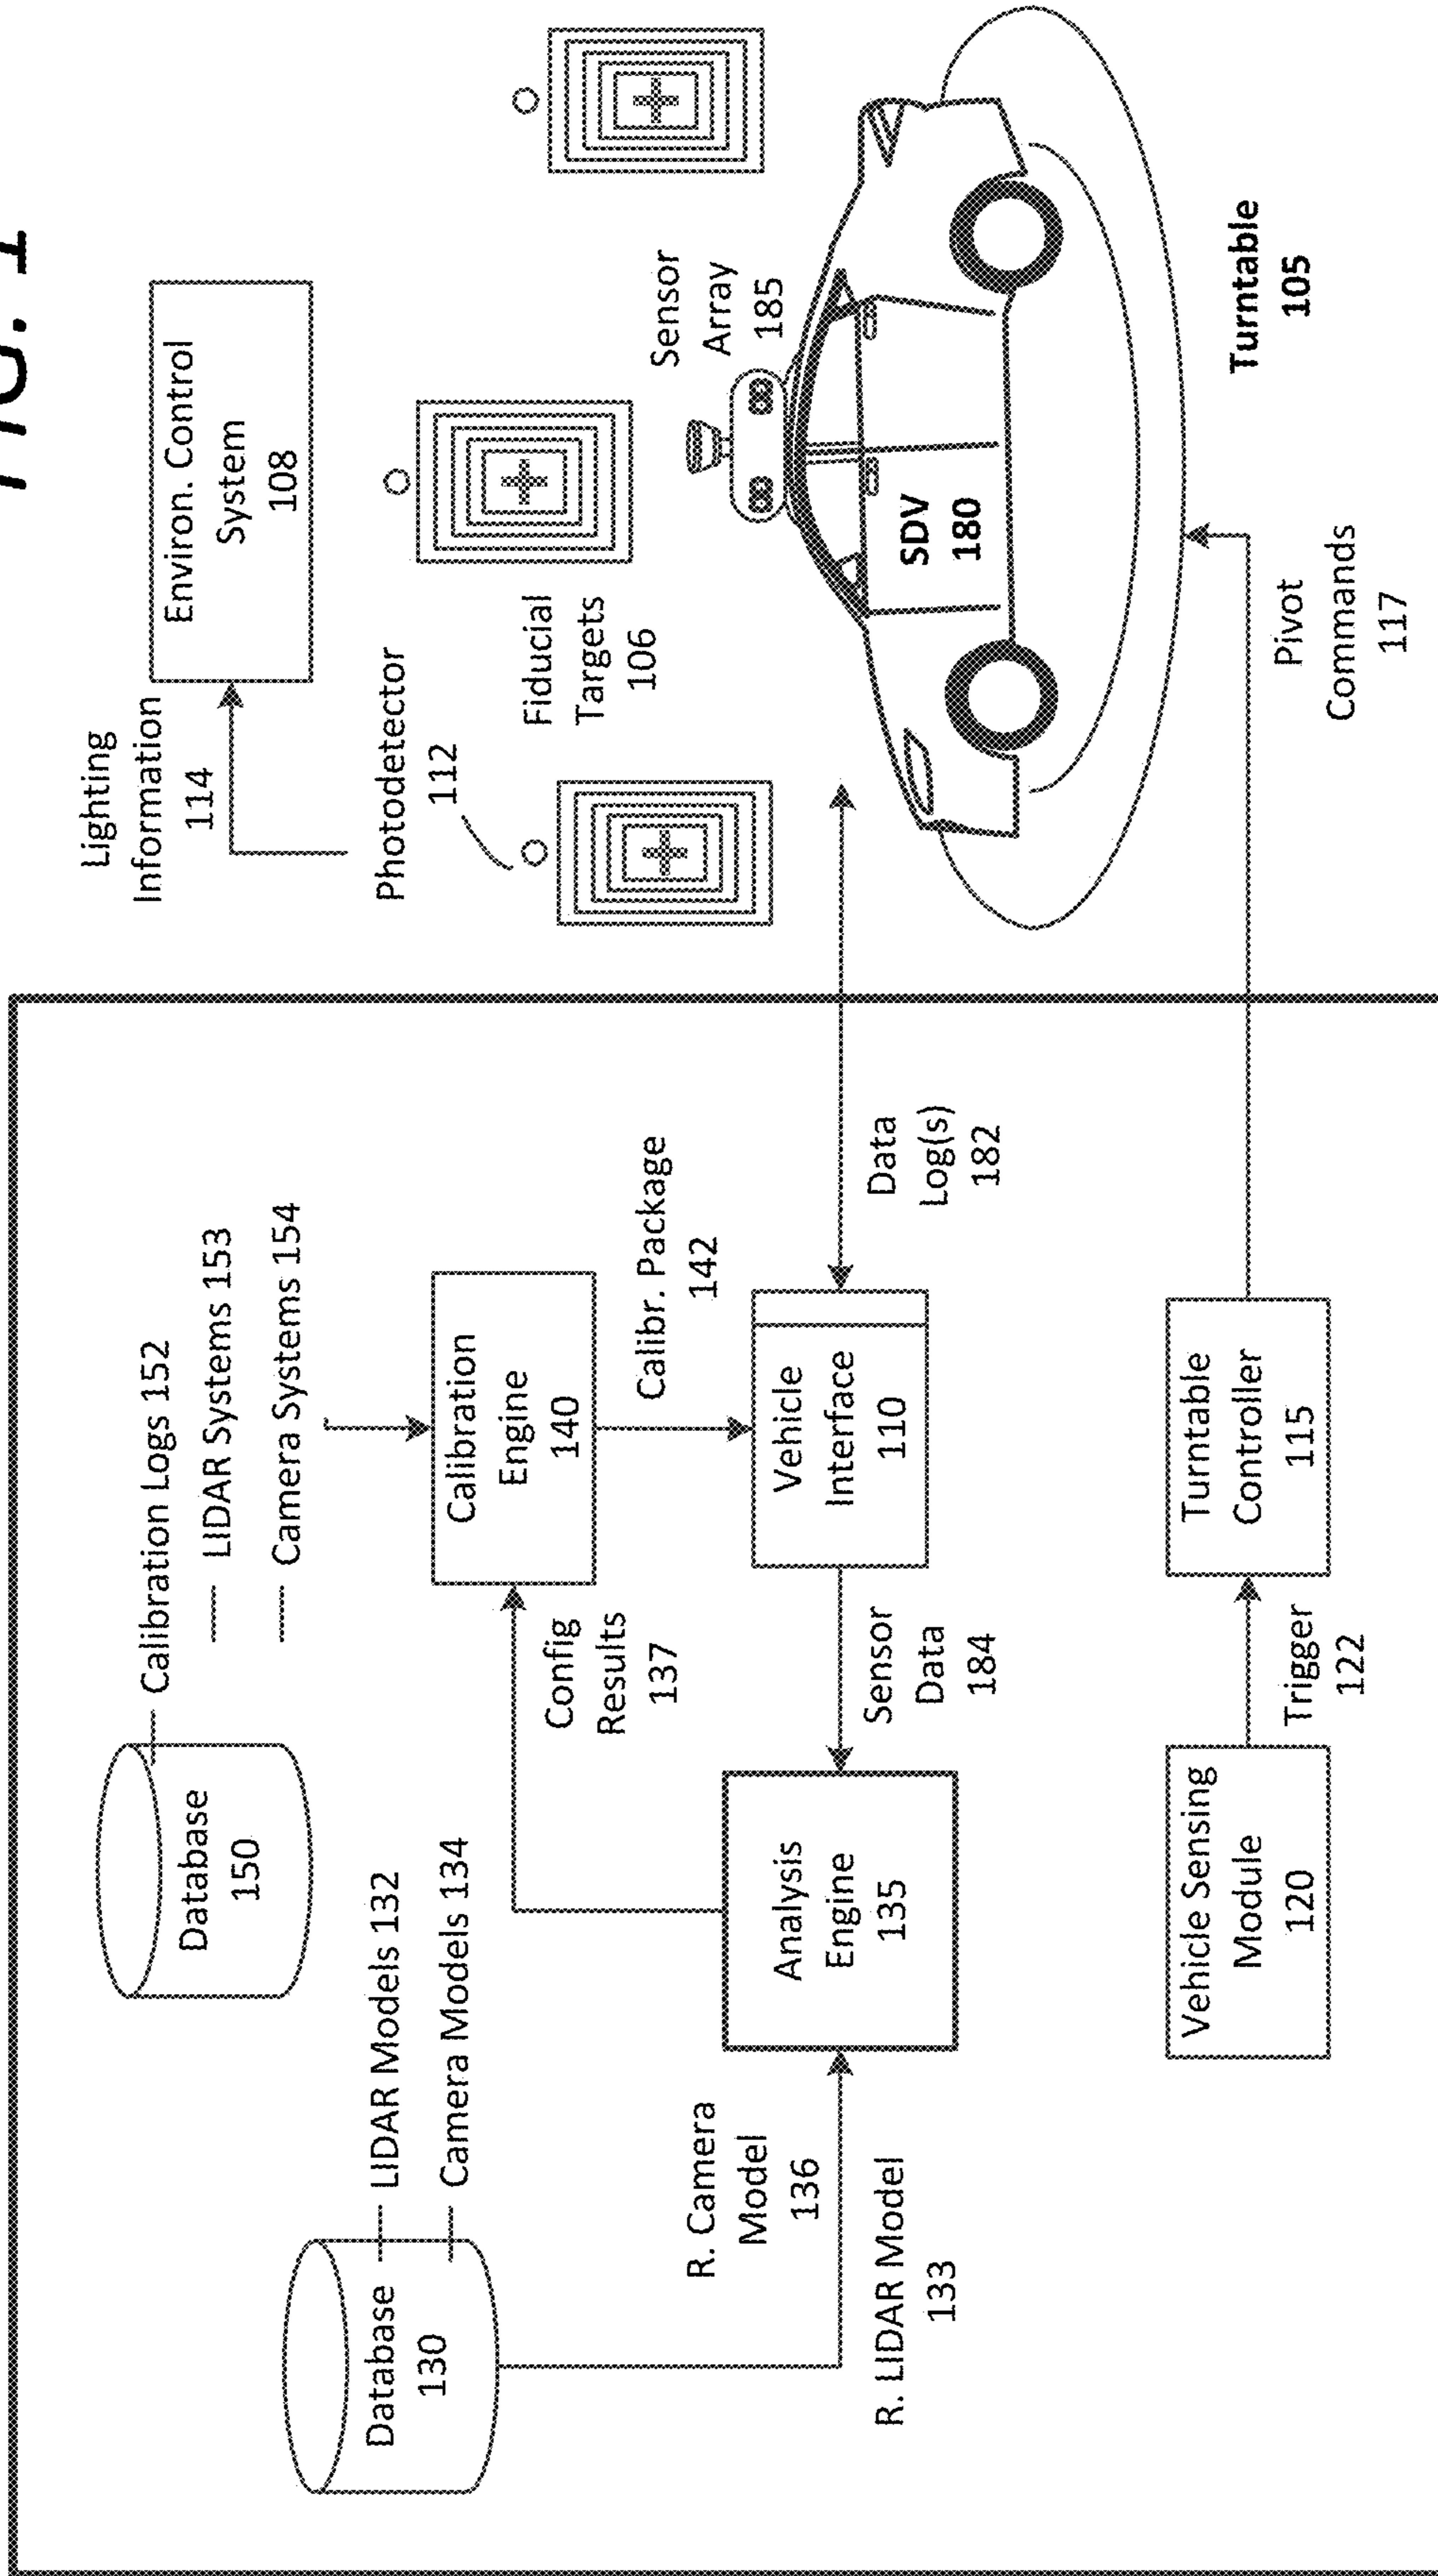 FIG. 1
Database
150
Calibration Logs 152
LIDAR Systems 153
Camera Systems 154
Database
130
LIDAR Models 132
Camera Models 134
Config
Results
137
Calibration
Engine
140
Calibr. Package
142
R. Camera
Model
136
R. LIDAR Model
133
Analysis
Engine
135
Sensor
Data
184
Vehicle
Interface
110
Data
Log(s)
182
Vehicle Sensing
Module
120
Trigger
122
Turntable
Controller
115
Lighting
Information
114
Environ. Control
System
108
Photodetector
112
Fiducial
Targets
106
Sensor
Array
185
SDV
180
Turntable
105
Pivot
Commands
117